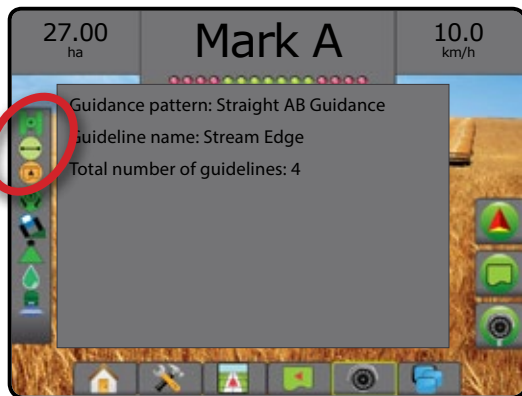 27.00
ha
Mark A
10.0
km/h
Guidance pattern: Straight AB Guidance
Guideline name: Stream Edge
Total number of guidelines: 4